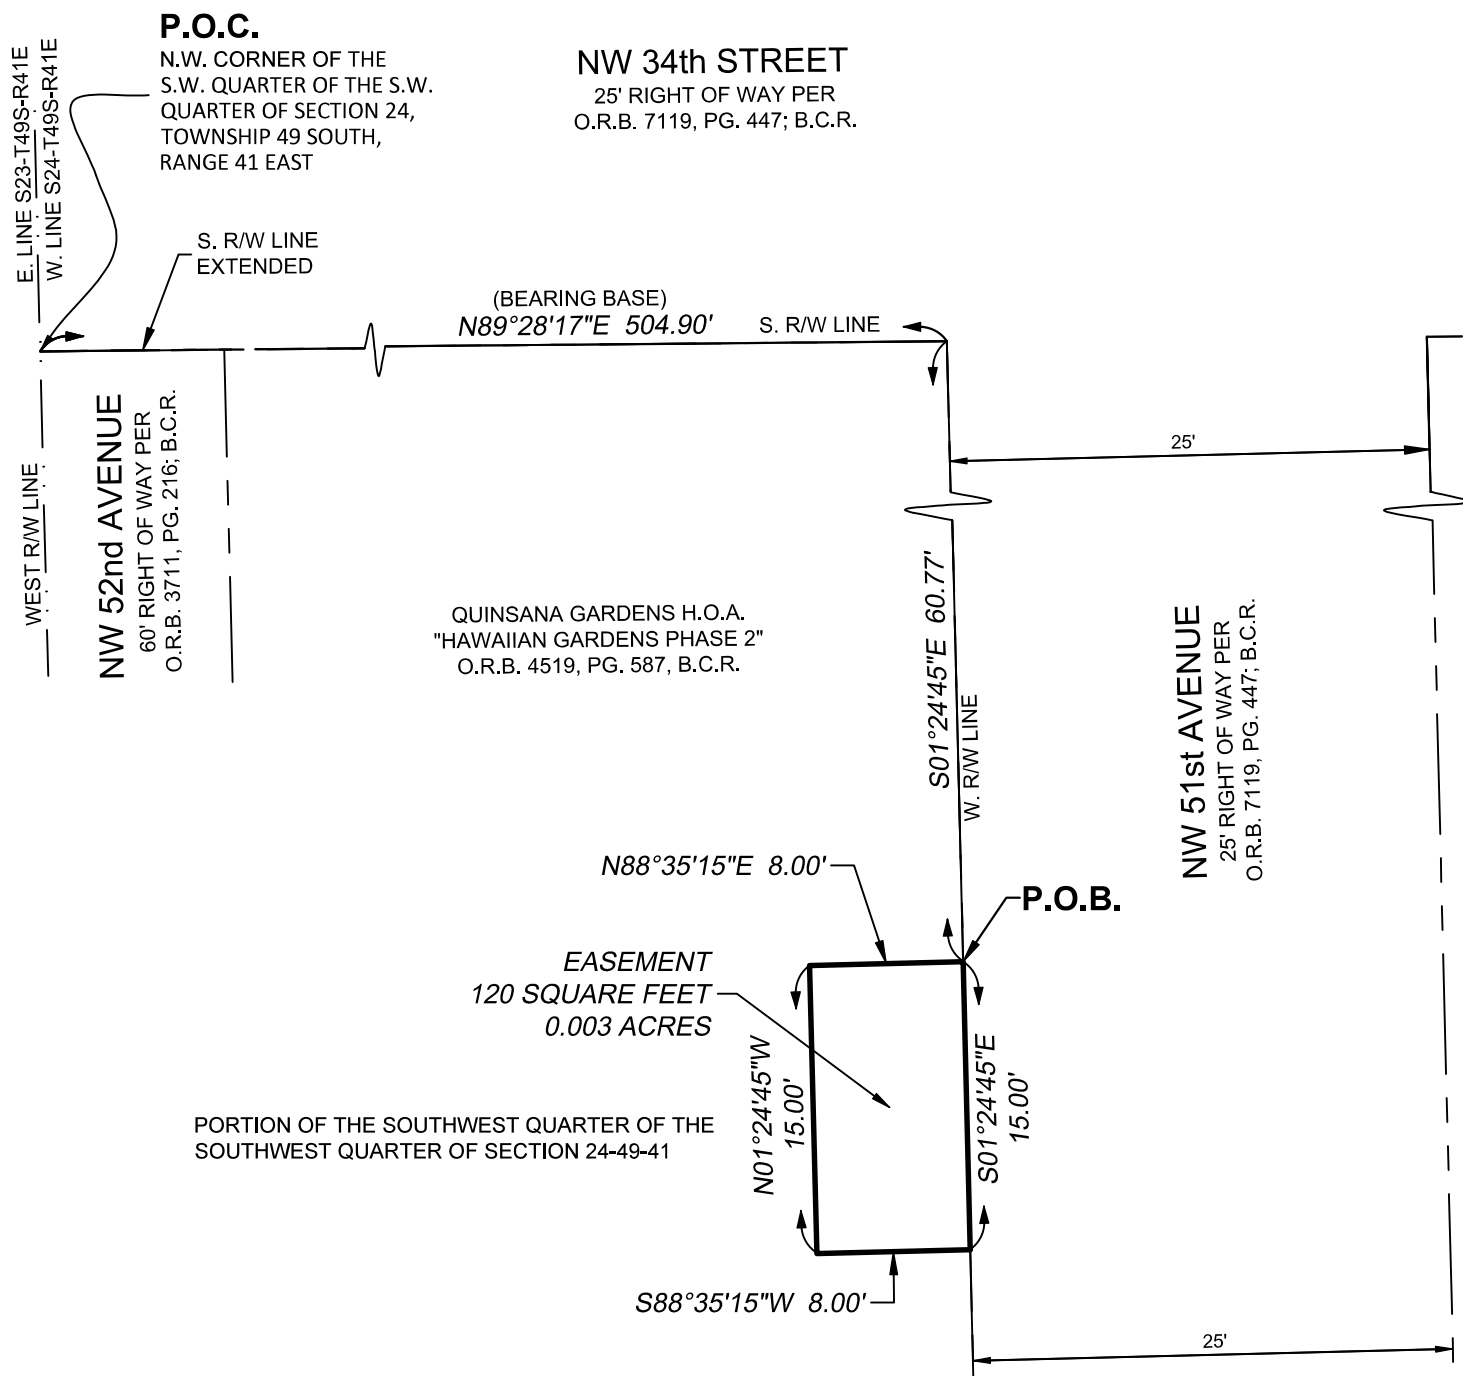 P.O.C.
N.W. CORNER OF THE
S.W. QUARTER OF THE S.W.
QUARTER OF SECTION 24,
TOWNSHIP 49 SOUTH,
RANGE 41 EAST
NW 34th STREET
25' RIGHT OF WAY PER
O.R.B. 7119, PG. 447; B.C.R.
E. LINE S23-T49S-R41E
W. LINE S24-T49S-R41E
S. R/W LINE
EXTENDED
(BEARING BASE)
N89°28'17"E 504.90'
S. R/W LINE
WEST R/W LINE
NW 52nd AVENUE
60' RIGHT OF WAY PER
O.R.B. 3711, PG. 216; B.C.R.
25'
QUINSANA GARDENS H.O.A.
"HAWAIIAN GARDENS PHASE 2"
O.R.B. 4519, PG. 587, B.C.R.
S01°24'45"E 60.77'
W. R/W LINE
NW 51st AVENUE
25' RIGHT OF WAY PER
O.R.B. 7119, PG. 447; B.C.R.
N88°35'15"E 8.00'
P.O.B.
EASEMENT
120 SQUARE FEET
0.003 ACRES
N01°24'45"W
15.00'
S01°24'45"E
15.00'
PORTION OF THE SOUTHWEST QUARTER OF THE
SOUTHWEST QUARTER OF SECTION 24-49-41
S88°35'15"W 8.00'
25'